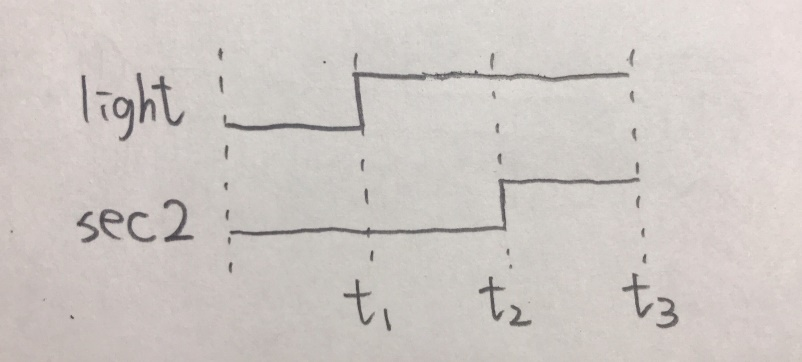 light
sec2
t₁ t₂ t₃